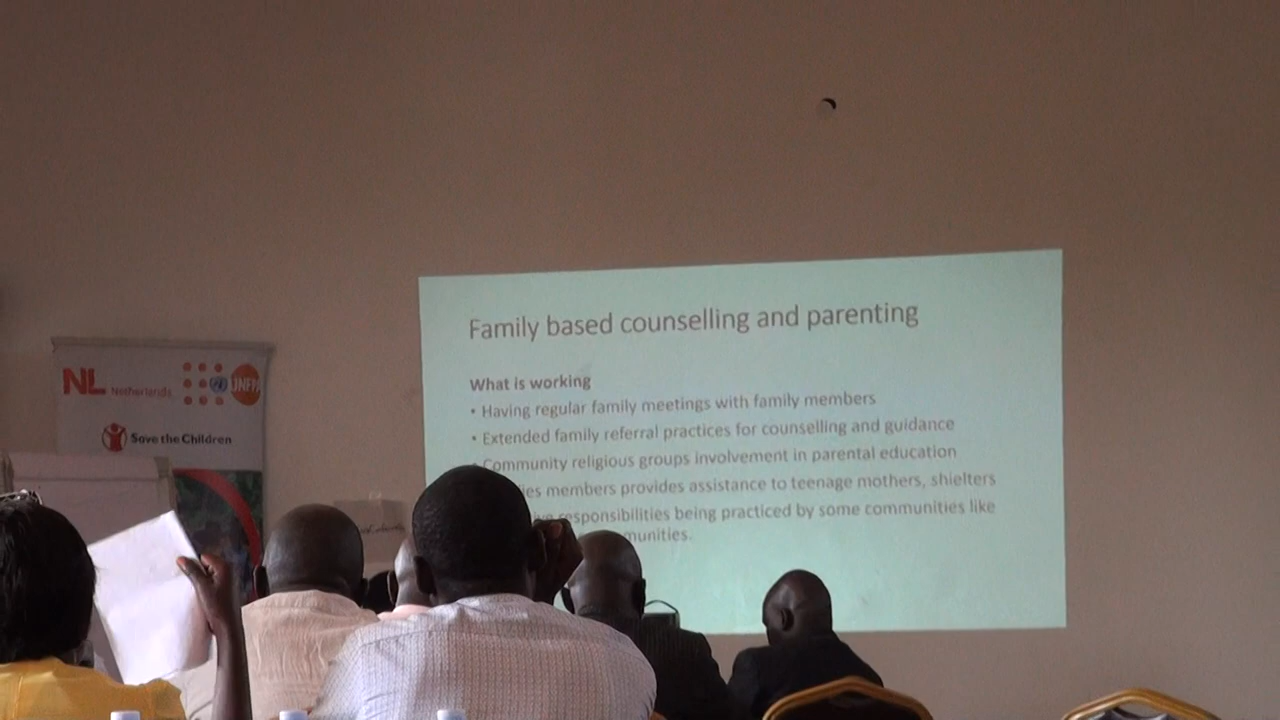 Family based counselling and parenting
What is working
• Having regular family meetings with family members
• Extended family referral practices for counselling and guidance
Community religious groups involvement in parental education
members provides assistance to teenage mothers, shielters
responsibilities being practiced by some communities like
NL Netherlands
UNFPA
Save the Children